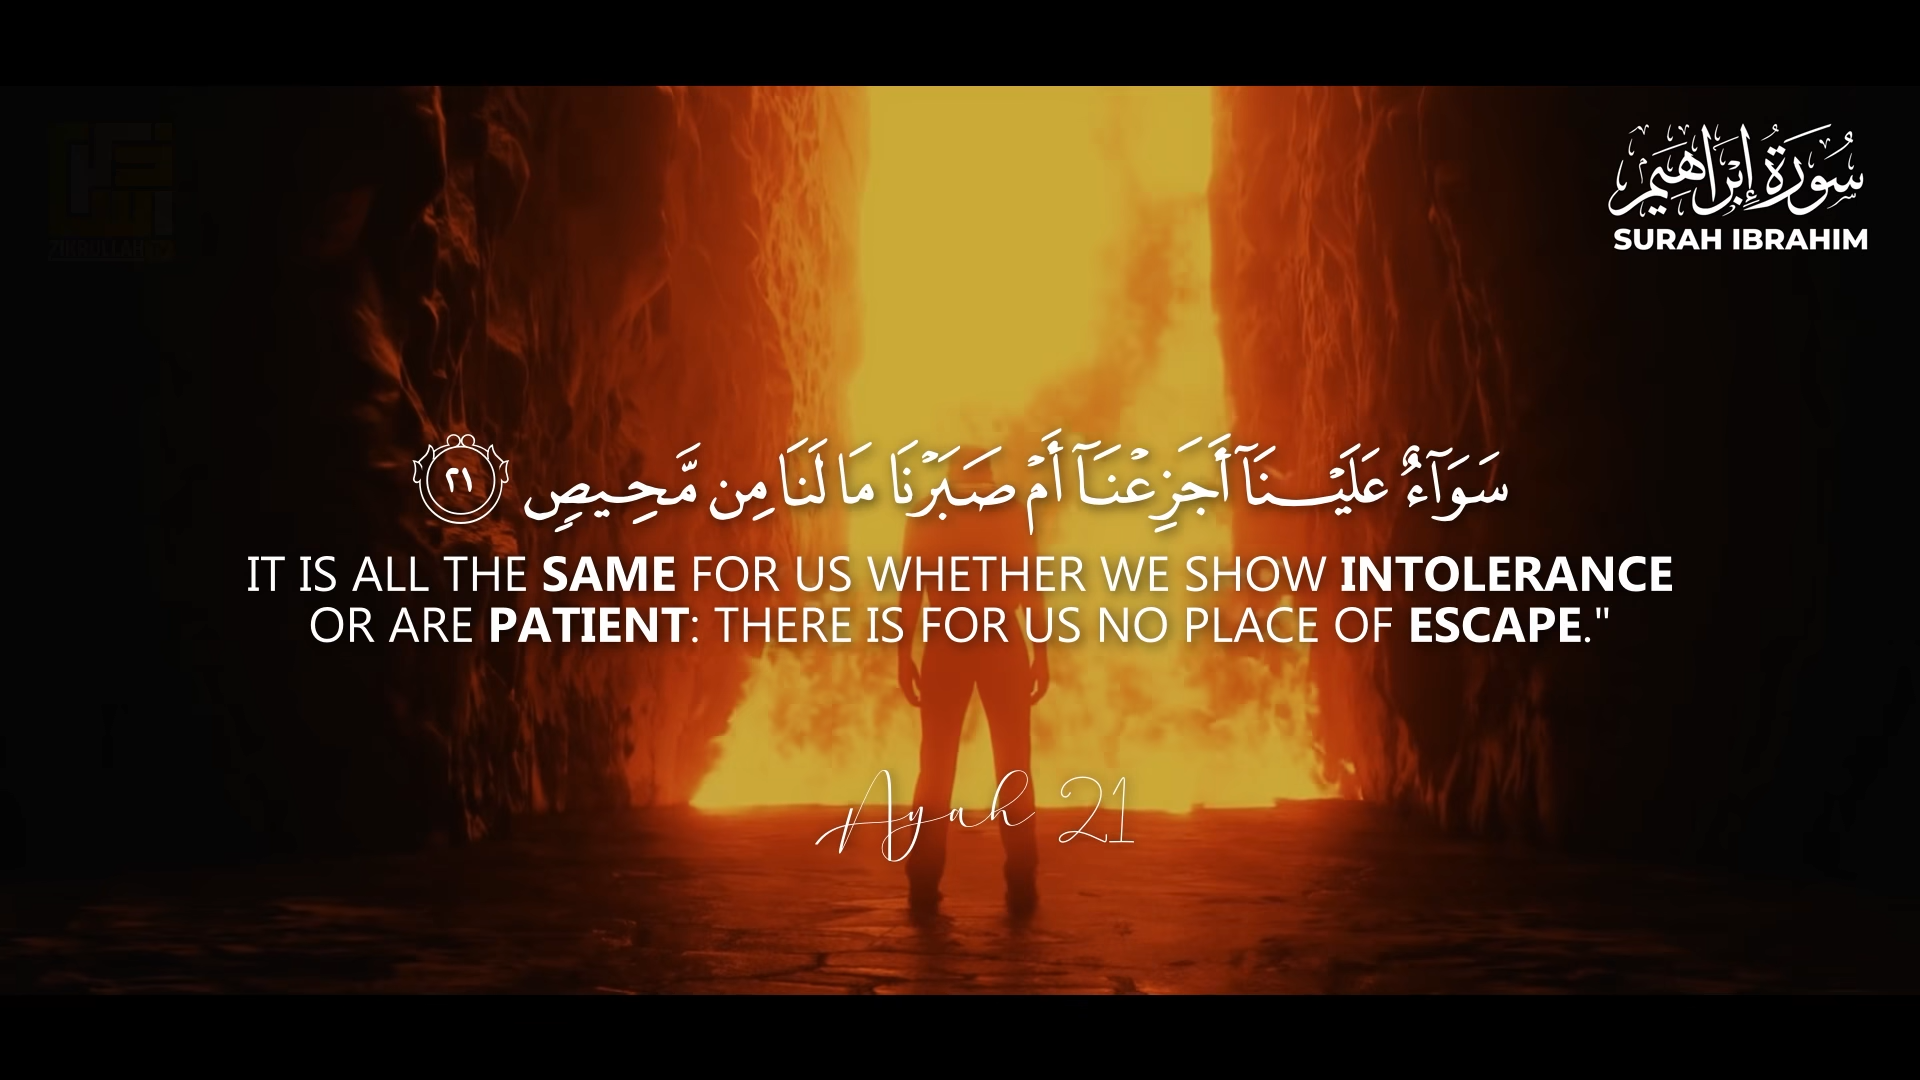 سُورَةُ إِبْرَاهِيم
SURAH IBRAHIM
سَوَآءٌ عَلَيْنَآ أَجَزِعْنَآ أَمْ صَبَرْنَا مَا لَنَا مِن مَّحِيصٍ ٢١
IT IS ALL THE SAME FOR US WHETHER WE SHOW INTOLERANCE
OR ARE PATIENT: THERE IS FOR US NO PLACE OF ESCAPE."
Ayah 21